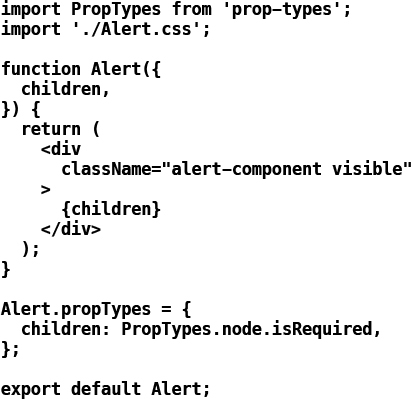 import PropTypes from 'prop-types';
import './Alert.css';

function Alert({
  children,
}) {
  return (
    <div
      className="alert-component visible"
    >
      {children}
    </div>
  );
}

Alert.propTypes = {
  children: PropTypes.node.isRequired,
};

export default Alert;